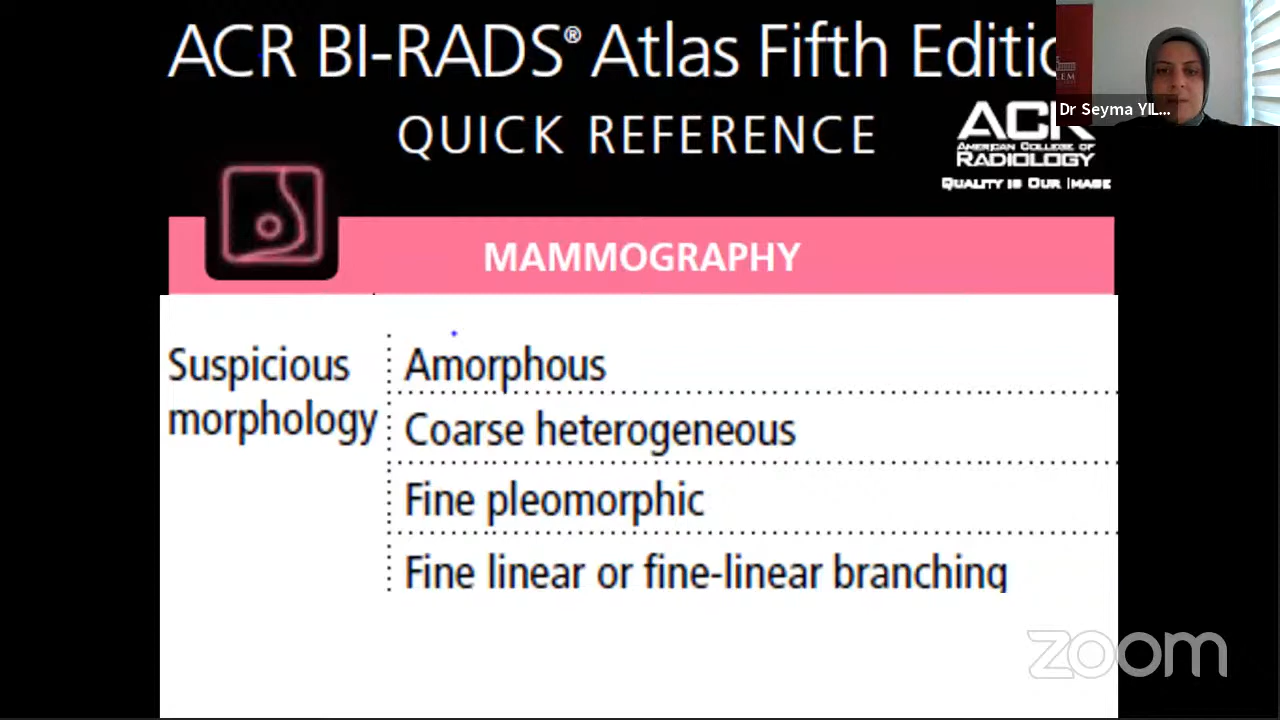 ACR BI-RADS® Atlas Fifth Editio
QUICK REFERENCE
Dr Seyma YIL...
ACR
AMERICAN COLLEGE OF
RADIOLOGY
QUALITY IS OUR IMAGE
MAMMOGRAPHY
Suspicious
morphology
Amorphous
Coarse heterogeneous
Fine pleomorphic
Fine linear or fine-linear branching
zoom